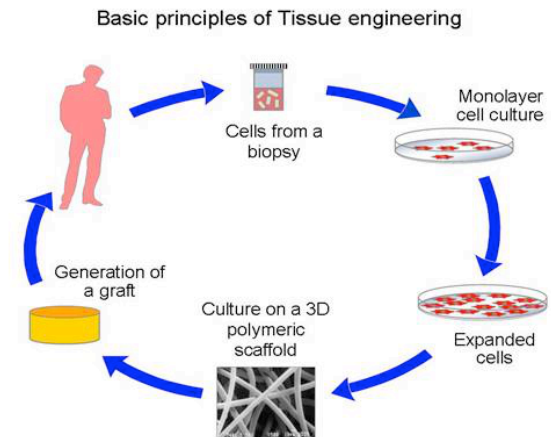 Basic principles of Tissue engineering
Cells from a
biopsy
Monolayer
cell culture
Expanded
cells
Culture on a 3D
polymeric
scaffold
Generation of
a graft